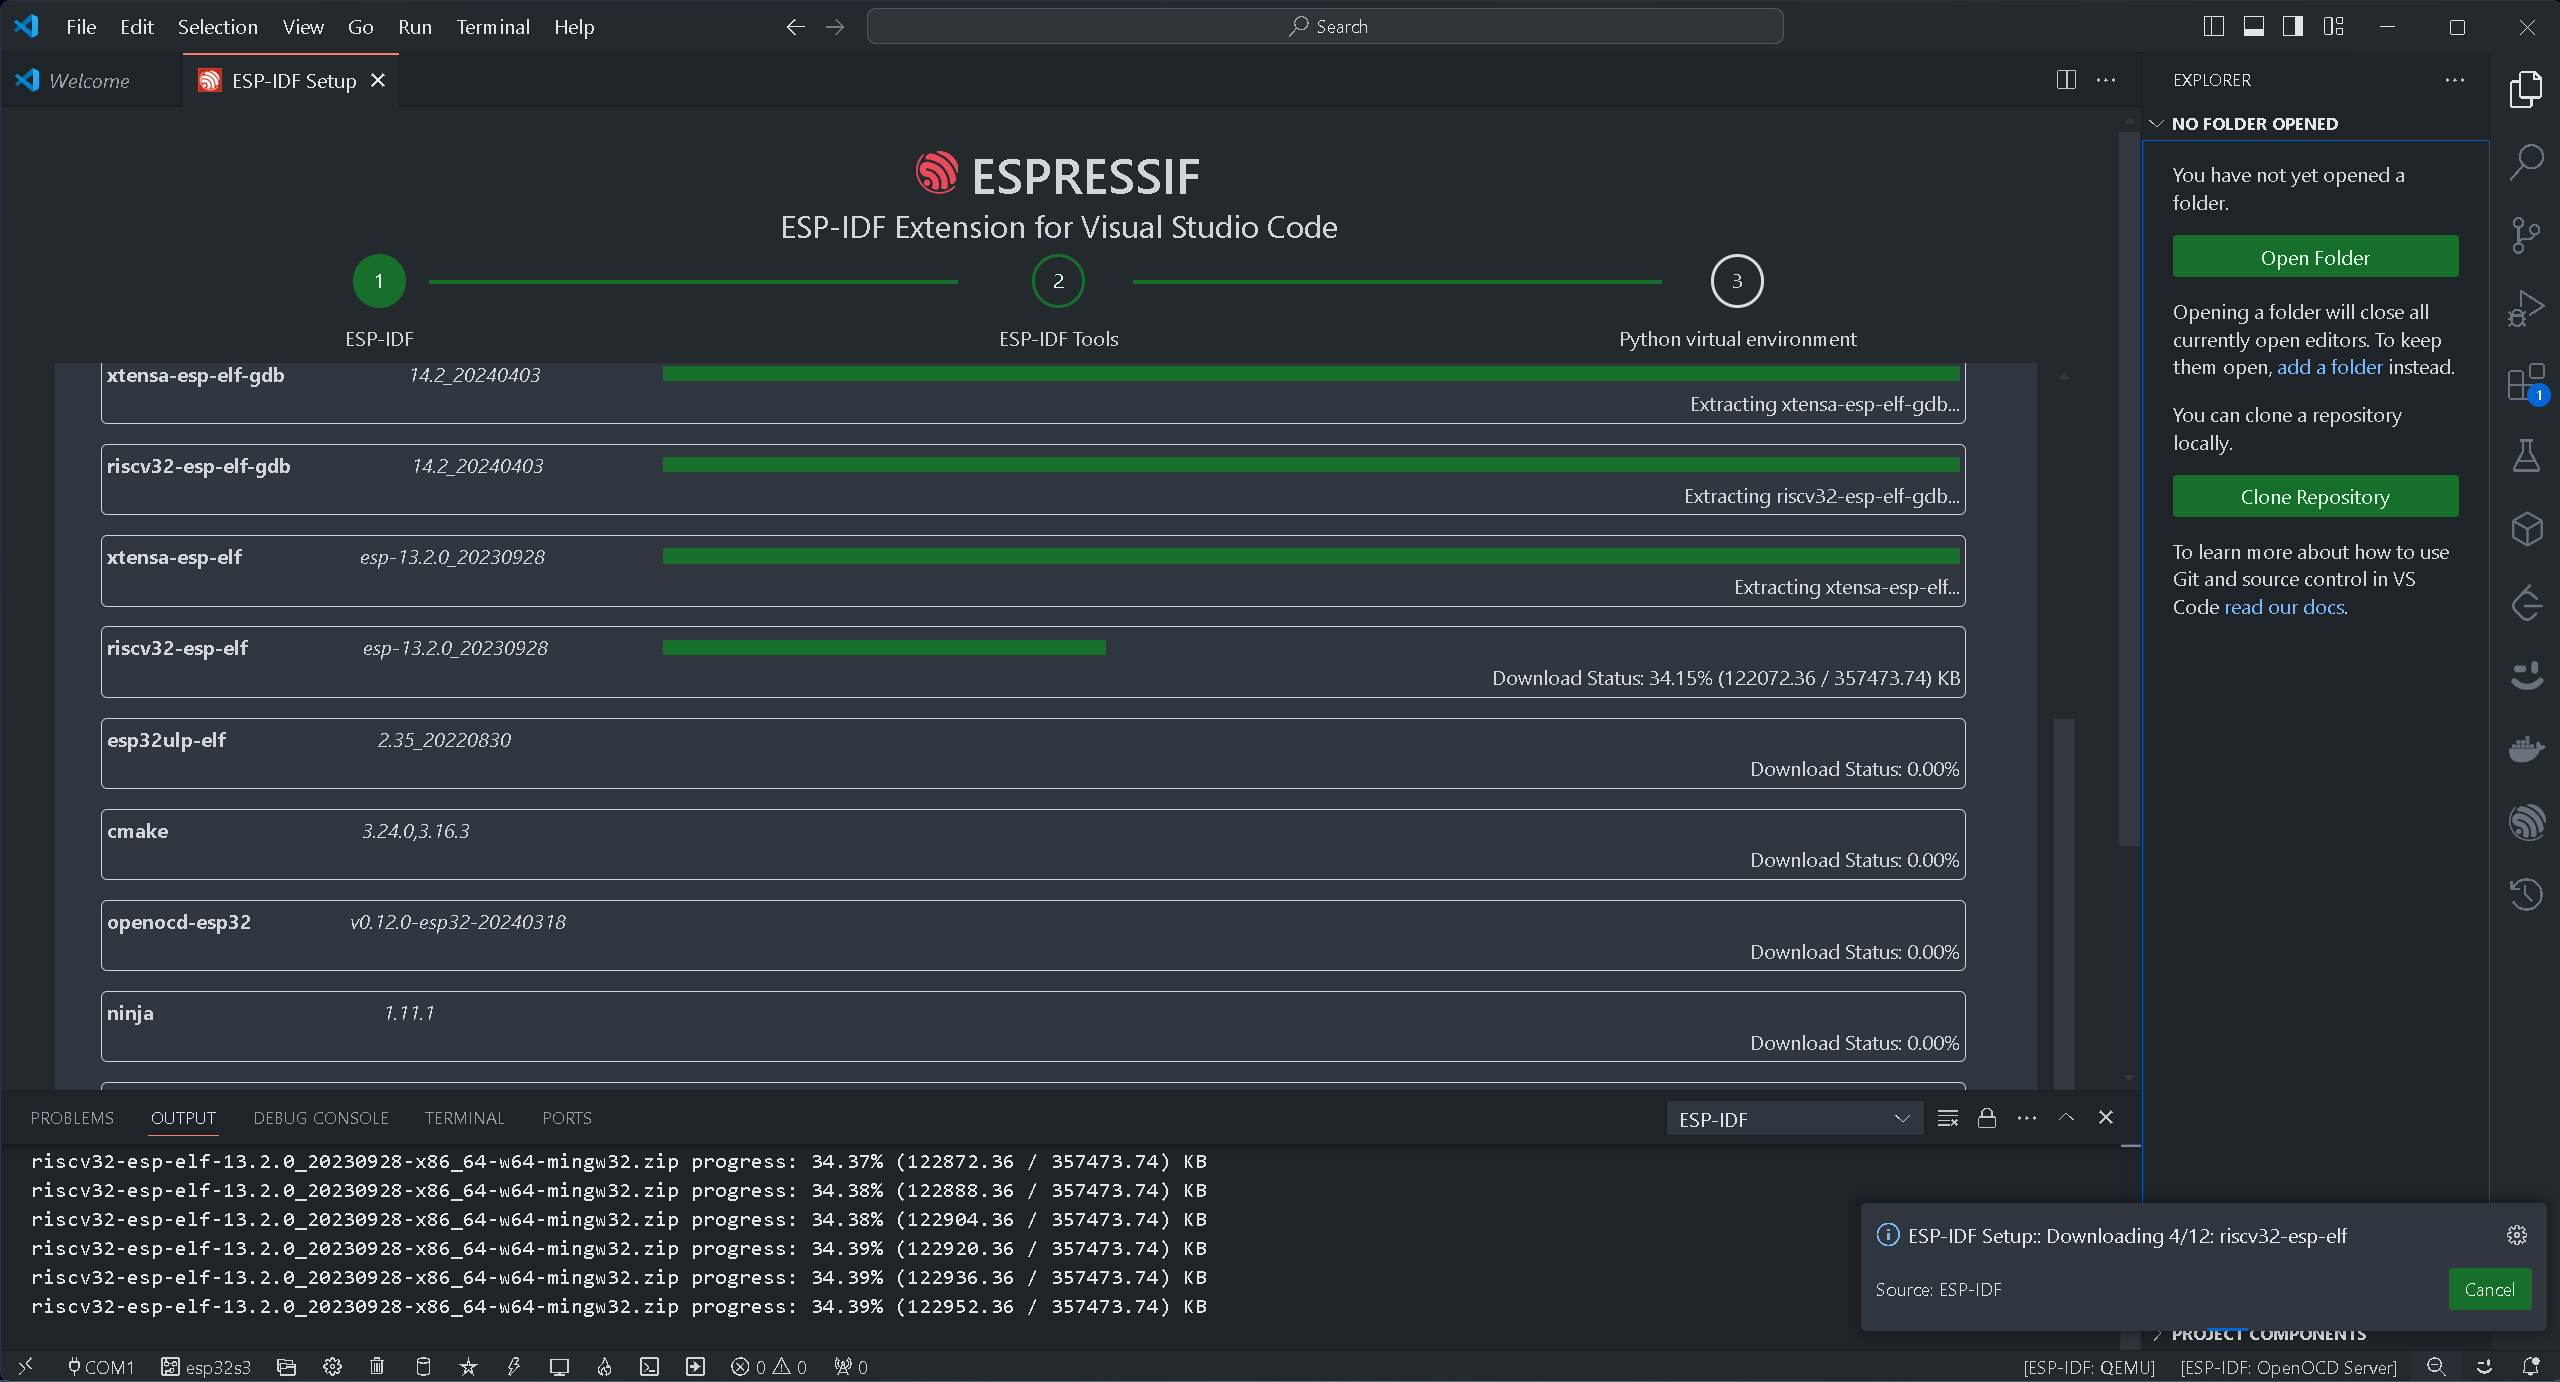 File Edit Selection View Go Run Terminal Help
Search
Welcome
ESP-IDF Setup
ESPRESSIF
ESP-IDF Extension for Visual Studio Code
1
2
3
ESP-IDF
ESP-IDF Tools
Python virtual environment
xtensa-esp-elf-gdb 14.2_20240403
Extracting xtensa-esp-elf-gdb...
riscv32-esp-elf-gdb 14.2_20240403
Extracting riscv32-esp-elf-gdb...
xtensa-esp-elf esp-13.2.0_20230928
Extracting xtensa-esp-elf...
riscv32-esp-elf esp-13.2.0_20230928
Download Status: 34.15% (122072.36 / 357473.74) KB
esp32ulp-elf 2.35_20220830
Download Status: 0.00%
cmake 3.24.0,3.16.3
Download Status: 0.00%
openocd-esp32 v0.12.0-esp32-20240318
Download Status: 0.00%
ninja 1.11.1
Download Status: 0.00%
EXPLORER
NO FOLDER OPENED
You have not yet opened a
folder.
Open Folder
Opening a folder will close all
currently open editors. To keep
them open, add a folder instead.
You can clone a repository
locally.
Clone Repository
To learn more about how to use
Git and source control in VS
Code read our docs.
1
PROBLEMS OUTPUT DEBUG CONSOLE TERMINAL PORTS
ESP-IDF
riscv32-esp-elf-13.2.0_20230928-x86_64-w64-mingw32.zip progress: 34.37% (122872.36 / 357473.74) KB
riscv32-esp-elf-13.2.0_20230928-x86_64-w64-mingw32.zip progress: 34.38% (122888.36 / 357473.74) KB
riscv32-esp-elf-13.2.0_20230928-x86_64-w64-mingw32.zip progress: 34.38% (122904.36 / 357473.74) KB
riscv32-esp-elf-13.2.0_20230928-x86_64-w64-mingw32.zip progress: 34.39% (122920.36 / 357473.74) KB
riscv32-esp-elf-13.2.0_20230928-x86_64-w64-mingw32.zip progress: 34.39% (122936.36 / 357473.74) KB
riscv32-esp-elf-13.2.0_20230928-x86_64-w64-mingw32.zip progress: 34.39% (122952.36 / 357473.74) KB
ESP-IDF Setup:: Downloading 4/12: riscv32-esp-elf
Source: ESP-IDF
Cancel
PROJECT COMPONENTS
COM1 esp32s3 0 0 0 [ESP-IDF: QEMU] [ESP-IDF: OpenOCD Server]